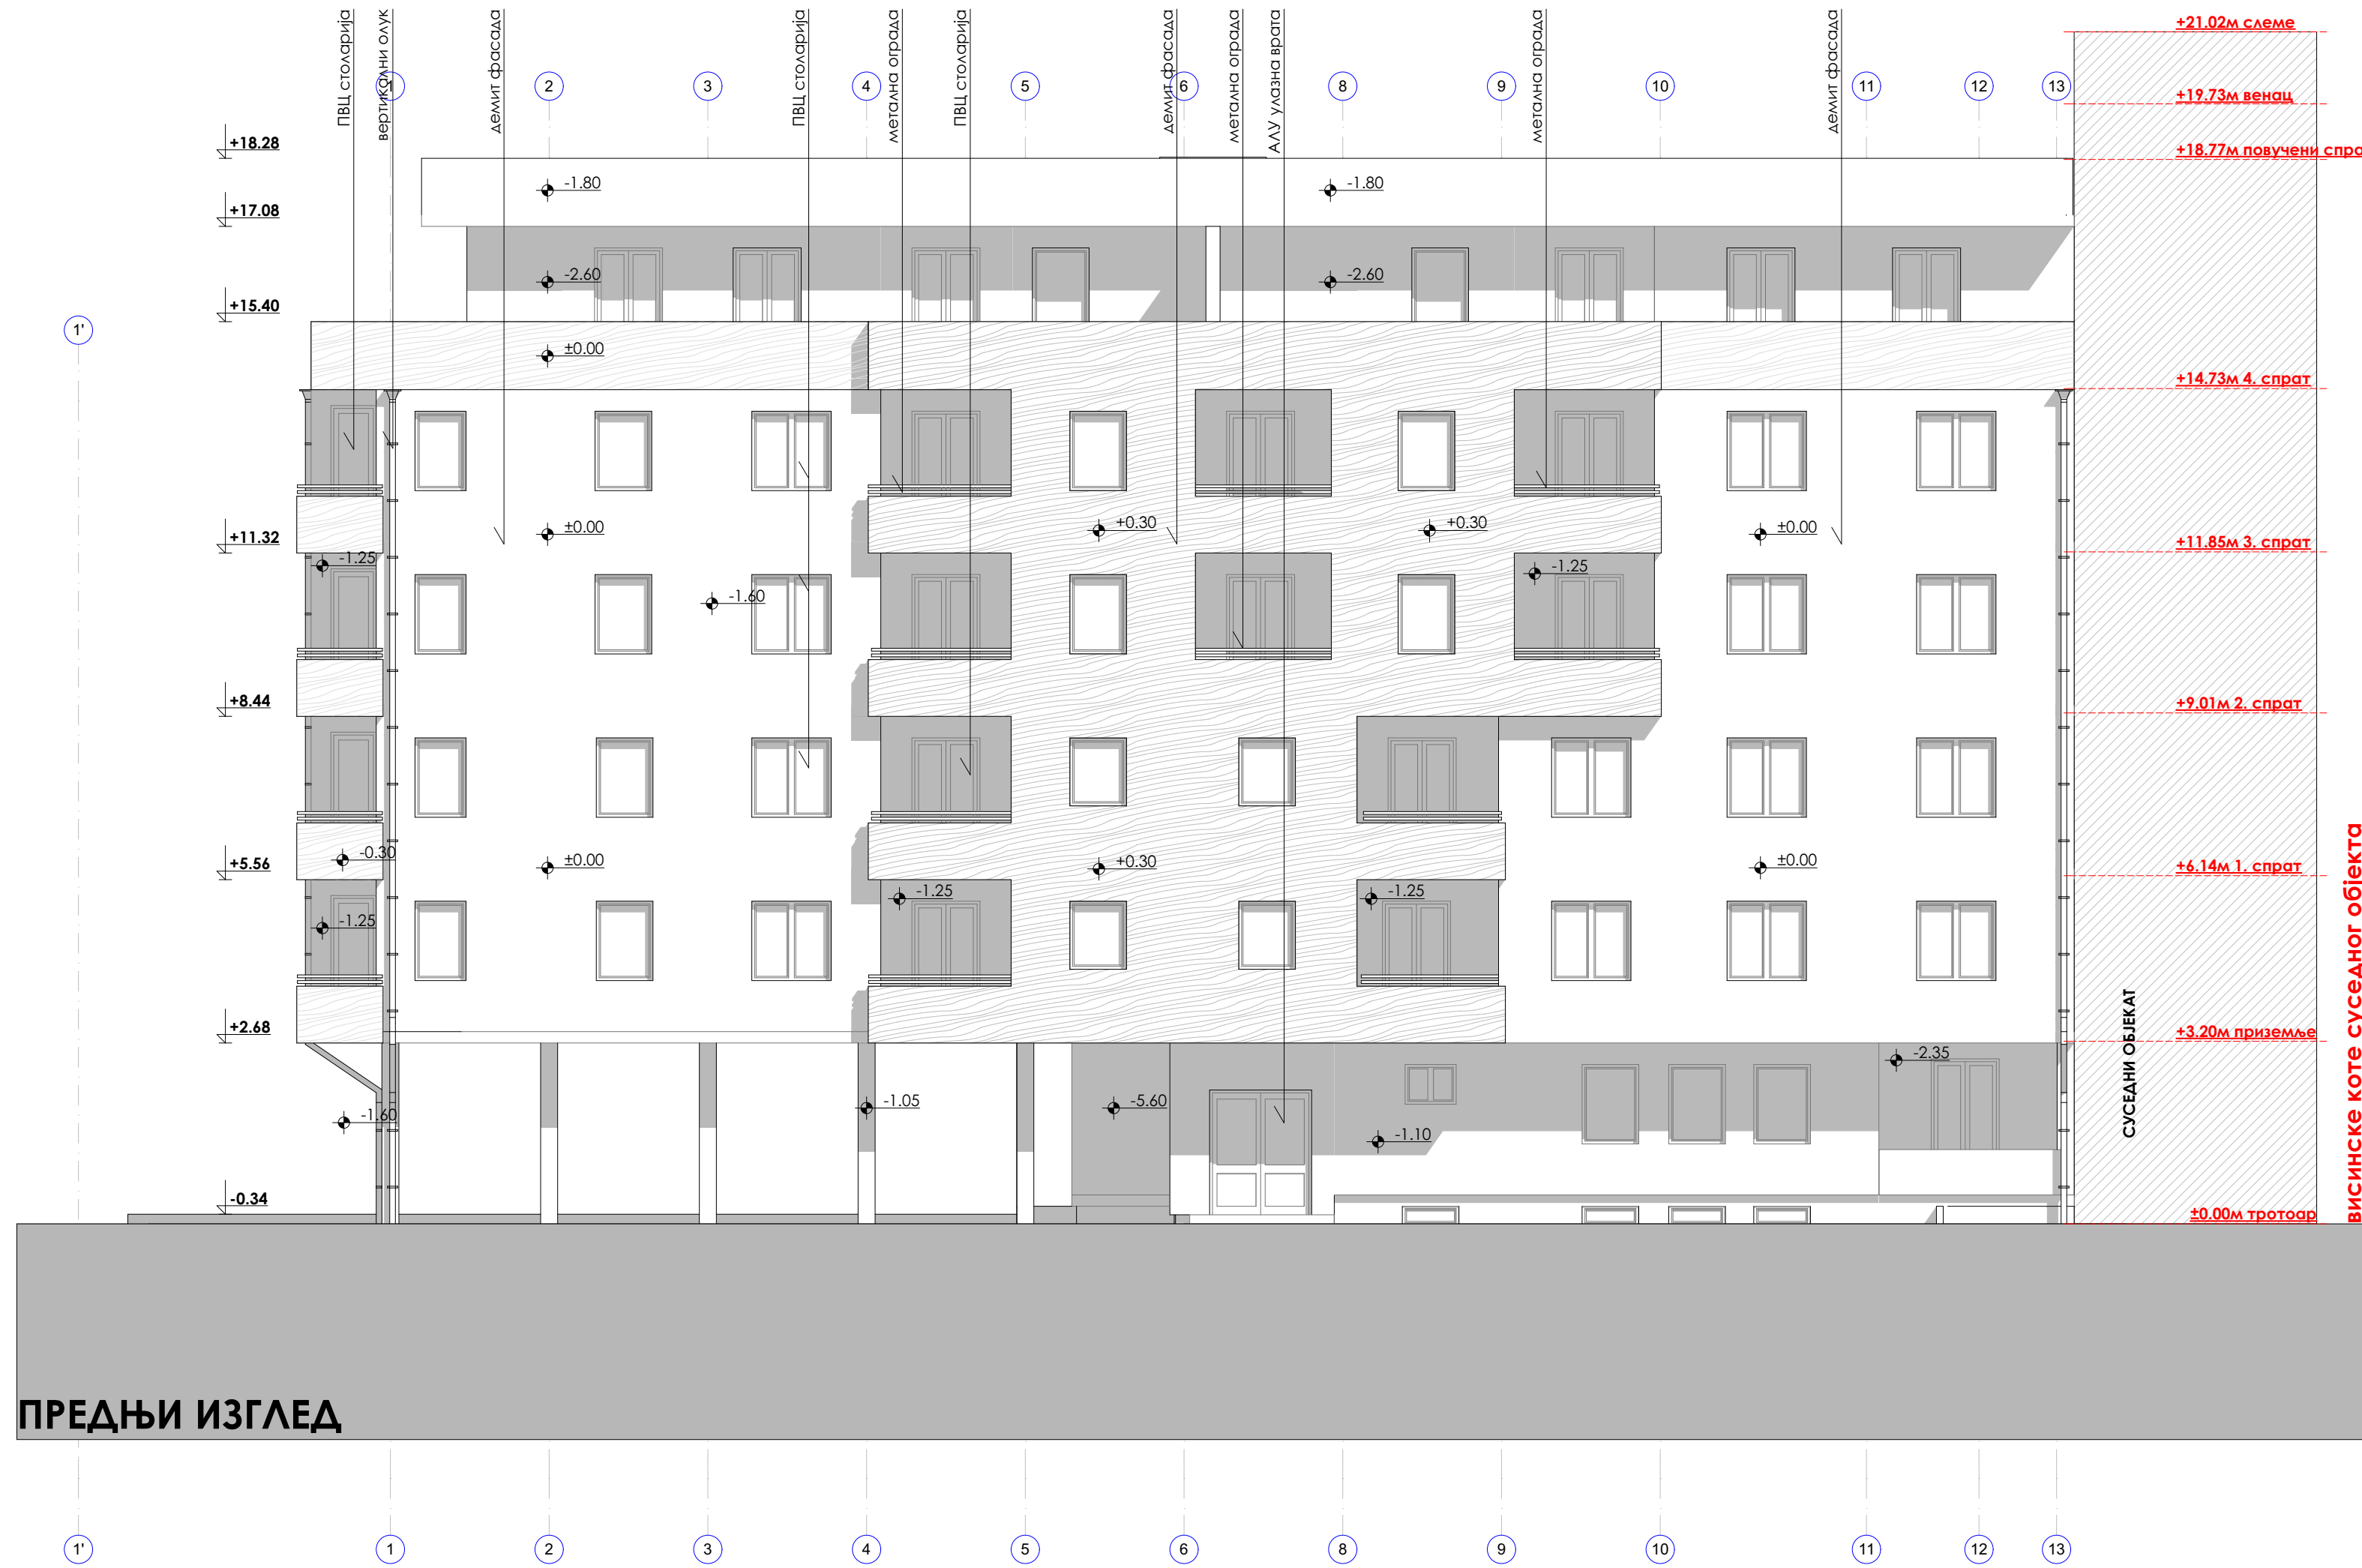 ПВЦ столарија
вертикални олук
демит фасада
ПВЦ столарија
метална ограда
ПВЦ столарија
демит фасада
метална ограда
АЛУ улазна врата
метална ограда
демит фасада
+21.02м слеме
1
2
3
4
5
6
8
9
10
11
12
13
+19.73м венац
+18.28
+18.77м повучени спра
-1.80
-1.80
+17.08
-2.60
-2.60
+15.40
1'
±0.00
+14.73м 4. спрат
+11.32
±0.00
+0.30
+0.30
±0.00
+11.85м 3. спрат
-1.25
-1.25
-1.60
+8.44
+9.01м 2. спрат
+5.56
-0.30
±0.00
+0.30
±0.00
+6.14м 1. спрат
-1.25
-1.25
-1.25
+2.68
+3.20м приземље
-2.35
-1.60
-1.05
-5.60
-1.10
СУСЕДНИ ОБЈЕКАТ
висинске коте суседног објекта
-0.34
±0.00м тротоар
ПРЕДЊИ ИЗГЛЕД
1'
1
2
3
4
5
6
8
9
10
11
12
13